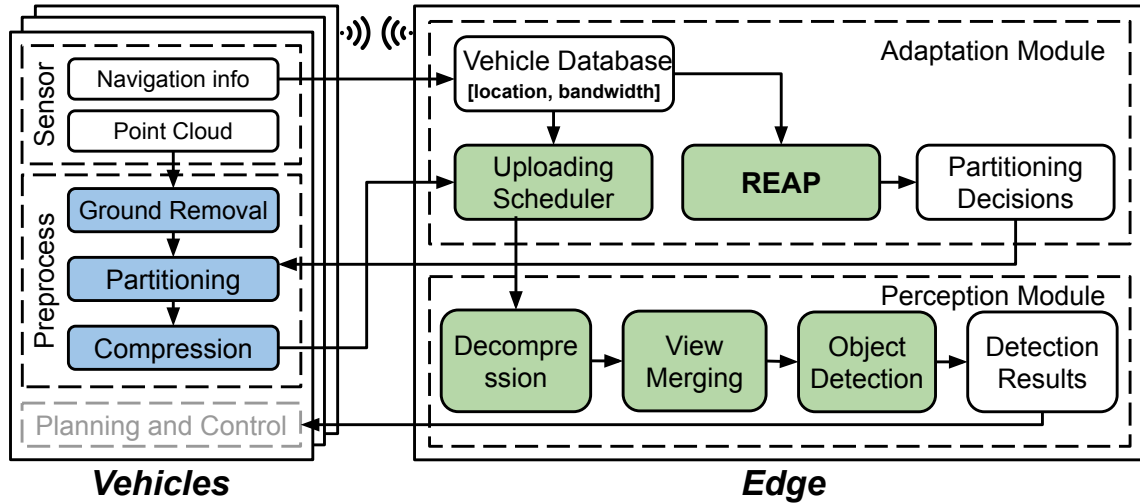 Sensor
Navigation info
Point Cloud
Preprocess
Ground Removal
Partitioning
Compression
Planning and Control
Vehicles
Adaptation Module
Vehicle Database
[location, bandwidth]
Uploading
Scheduler
REAP
Partitioning
Decisions
Perception Module
Decompre
ssion
View
Merging
Object
Detection
Detection
Results
Edge